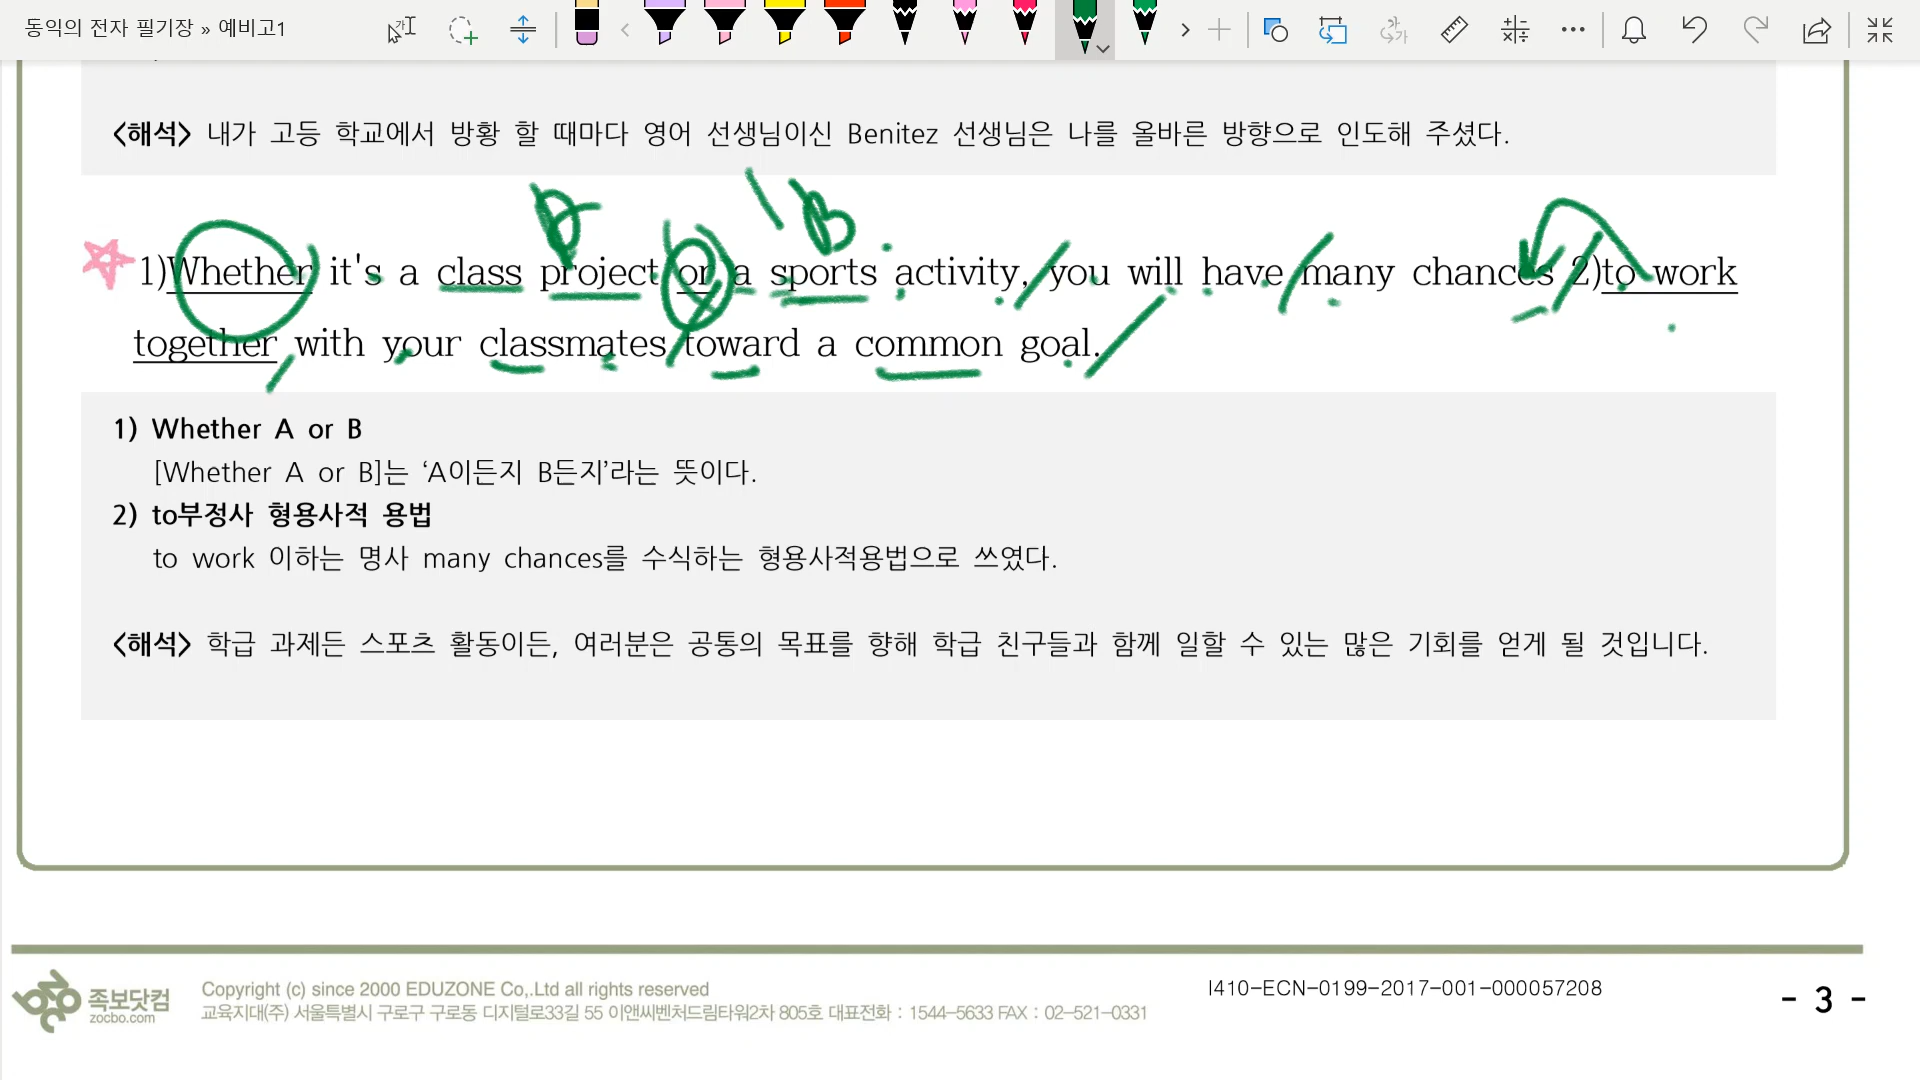 동익의 전자 필기장 » 예비고1
<해석> 내가 고등 학교에서 방황 할 때마다 영어 선생님이신 Benitez 선생님은 나를 올바른 방향으로 인도해 주셨다.
B
1)Whether it's a class project or a sports activity, you will have many chances 2)to work
together with your classmates toward a common goal.
1) Whether A or B
[Whether A or B]는 ‘A이든지 B든지’라는 뜻이다.
2) to부정사 형용사적 용법
to work 이하는 명사 many chances를 수식하는 형용사적용법으로 쓰였다.
<해석> 학급 과제든 스포츠 활동이든, 여러분은 공통의 목표를 향해 학급 친구들과 함께 일할 수 있는 많은 기회를 얻게 될 것입니다.
족보닷컴
zocbo.com
Copyright (c) since 2000 EDUZONE Co,.Ltd all rights reserved
교육지대(주) 서울특별시 구로구 구로동 디지털로33길 55 이앤씨벤처드림타워2차 805호 대표전화 : 1544-5633 FAX : 02-521-0331
I410-ECN-0199-2017-001-000057208
- 3 -